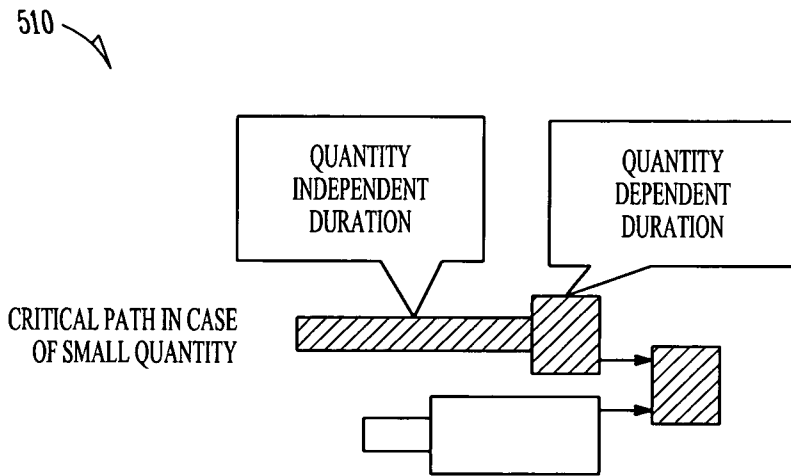 510
QUANTITY
INDEPENDENT
DURATION
QUANTITY
DEPENDENT
DURATION
CRITICAL PATH IN CASE
OF SMALL QUANTITY